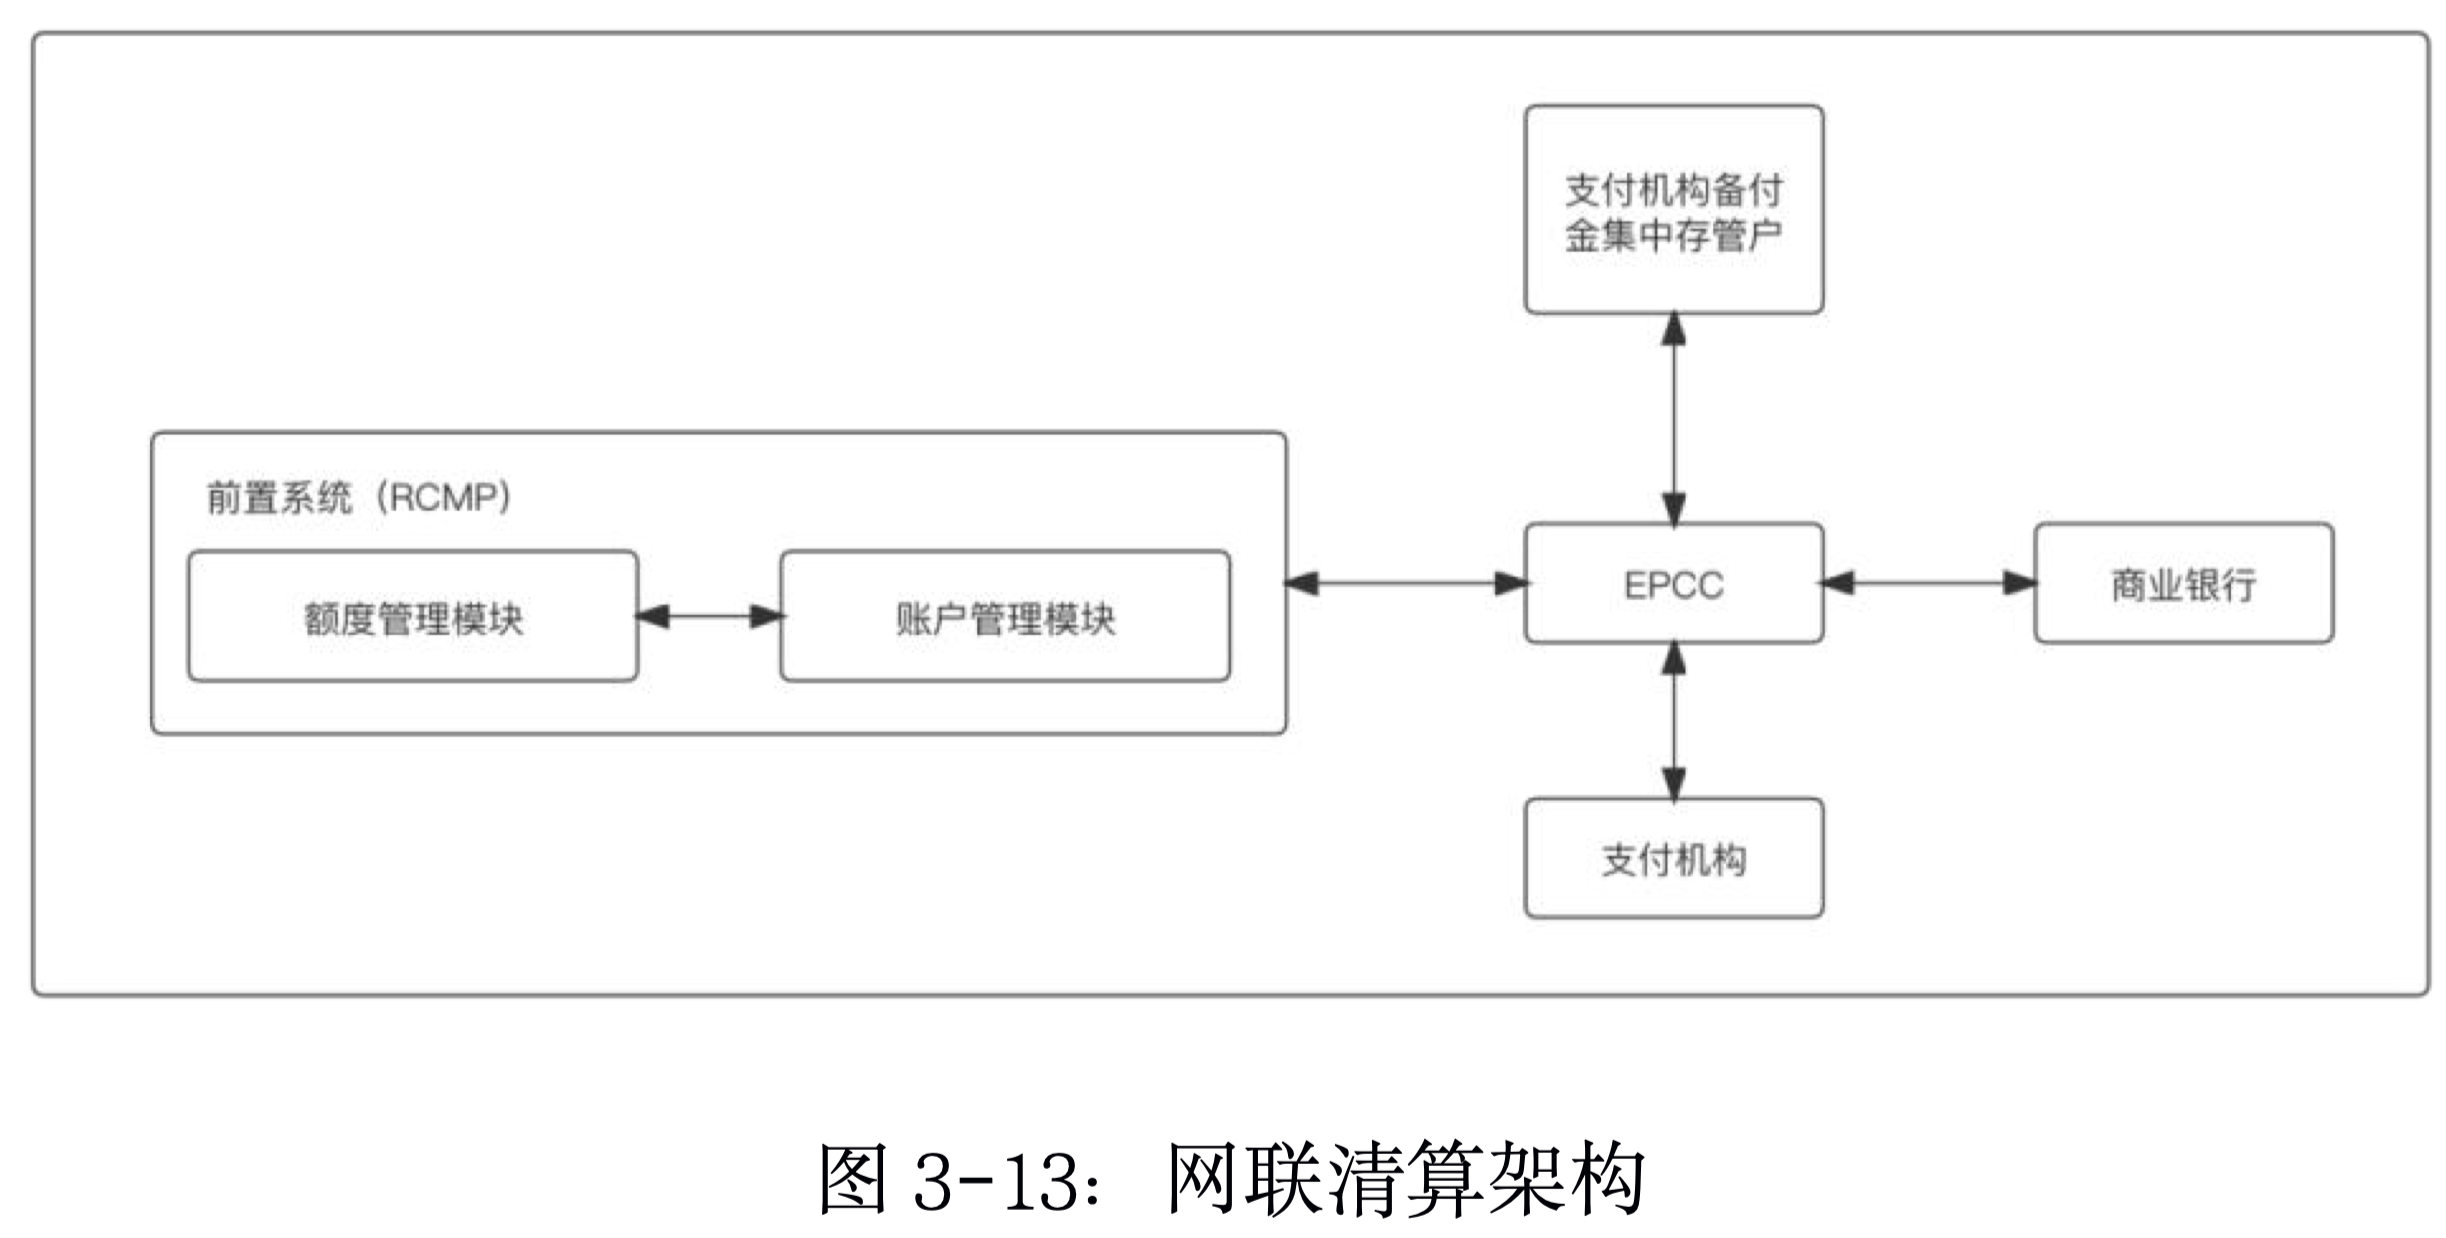 支付机构备付
金集中存管户
前置系统（RCMP）
额度管理模块
账户管理模块
EPCC
商业银行
支付机构
图 3-13： 网联清算架构